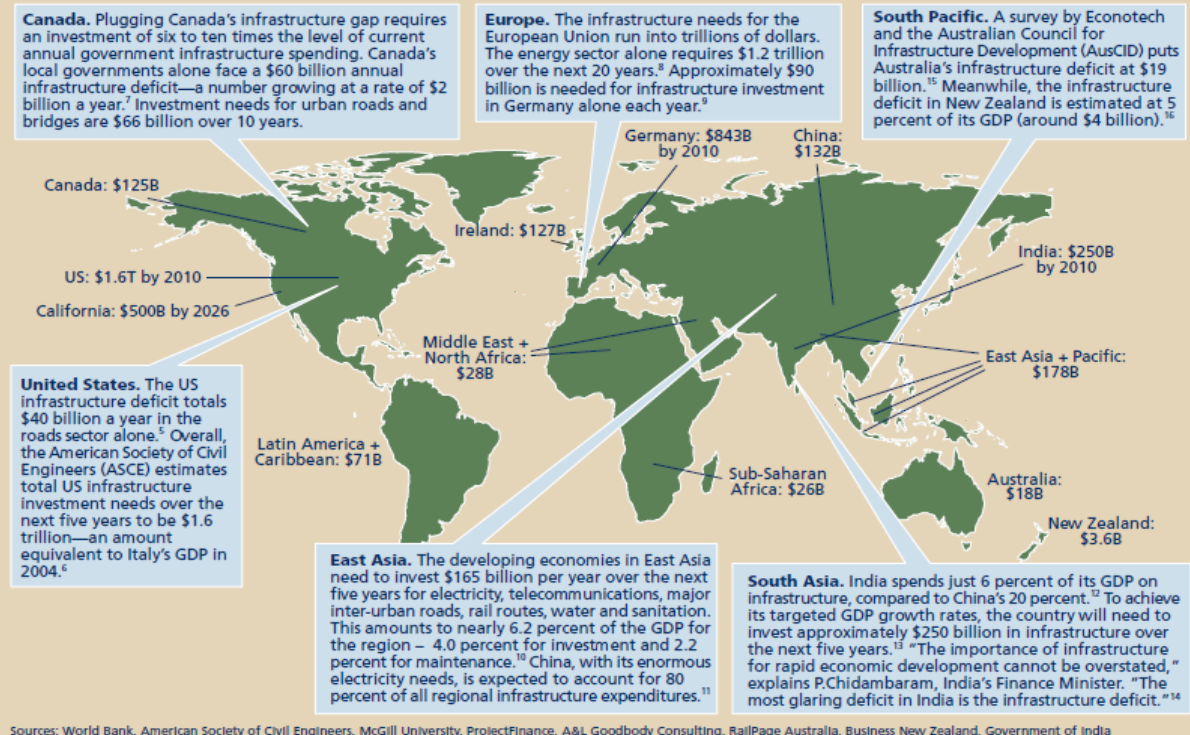 Canada. Plugging Canada's infrastructure gap requires
an investment of six to ten times the level of current
annual government infrastructure spending. Canada's
local governments alone face a $60 billion annual
infrastructure deficit—a number growing at a rate of $2
billion a year.⁷ Investment needs for urban roads and
bridges are $66 billion over 10 years.
Europe. The infrastructure needs for the
European Union run into trillions of dollars.
The energy sector alone requires $1.2 trillion
over the next 20 years.⁸ Approximately $90
billion is needed for infrastructure investment
in Germany alone each year.⁹
South Pacific. A survey by Econotech
and the Australian Council for
Infrastructure Development (AusCID) puts
Australia's infrastructure deficit at $19
billion.¹⁵ Meanwhile, the infrastructure
deficit in New Zealand is estimated at 5
percent of its GDP (around $4 billion).¹⁶
Germany: $843B
by 2010
China:
$132B
Canada: $125B
Ireland: $127B
India: $250B
by 2010
US: $1.6T by 2010
California: $500B by 2026
Middle East +
North Africa:
$28B
East Asia + Pacific:
$178B
United States. The US
infrastructure deficit totals
$40 billion a year in the
roads sector alone.⁵ Overall,
the American Society of Civil
Engineers (ASCE) estimates
total US infrastructure
investment needs over the
next five years to be $1.6
trillion—an amount
equivalent to Italy's GDP in
2004.⁶
Latin America +
Caribbean: $71B
Sub-Saharan
Africa: $26B
Australia:
$18B
New Zealand:
$3.6B
East Asia. The developing economies in East Asia
need to invest $165 billion per year over the next
five years for electricity, telecommunications, major
inter-urban roads, rail routes, water and sanitation.
This amounts to nearly 6.2 percent of the GDP for
the region – 4.0 percent for investment and 2.2
percent for maintenance.¹⁰ China, with its enormous
electricity needs, is expected to account for 80
percent of all regional infrastructure expenditures.¹¹
South Asia. India spends just 6 percent of its GDP on
infrastructure, compared to China's 20 percent.¹² To achieve
its targeted GDP growth rates, the country will need to
invest approximately $250 billion in infrastructure over
the next five years.¹³ "The importance of infrastructure
for rapid economic development cannot be overstated,"
explains P.Chidambaram, India's Finance Minister. "The
most glaring deficit in India is the infrastructure deficit."¹⁴
Sources: World Bank, American Society of Civil Engineers, McGill University, ProjectFinance, A&L Goodbody Consulting, RailPage Australia, Business New Zealand, Government of India